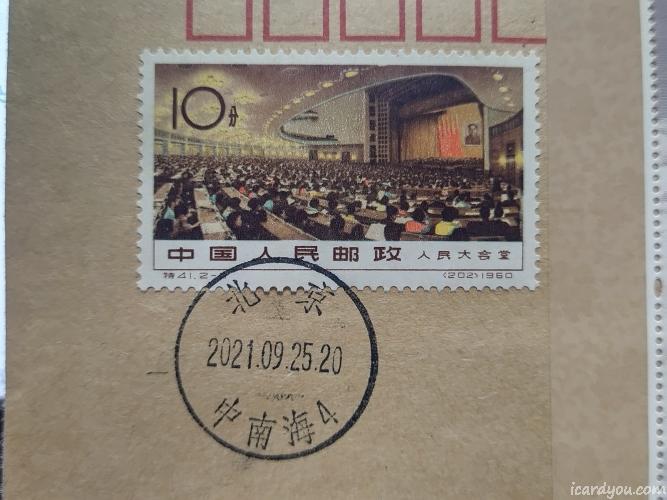 10分
中国人民邮政 人民大会堂
特41.2- (202)1960
北京
2021.09.25.20
中南海4
icardyou.com